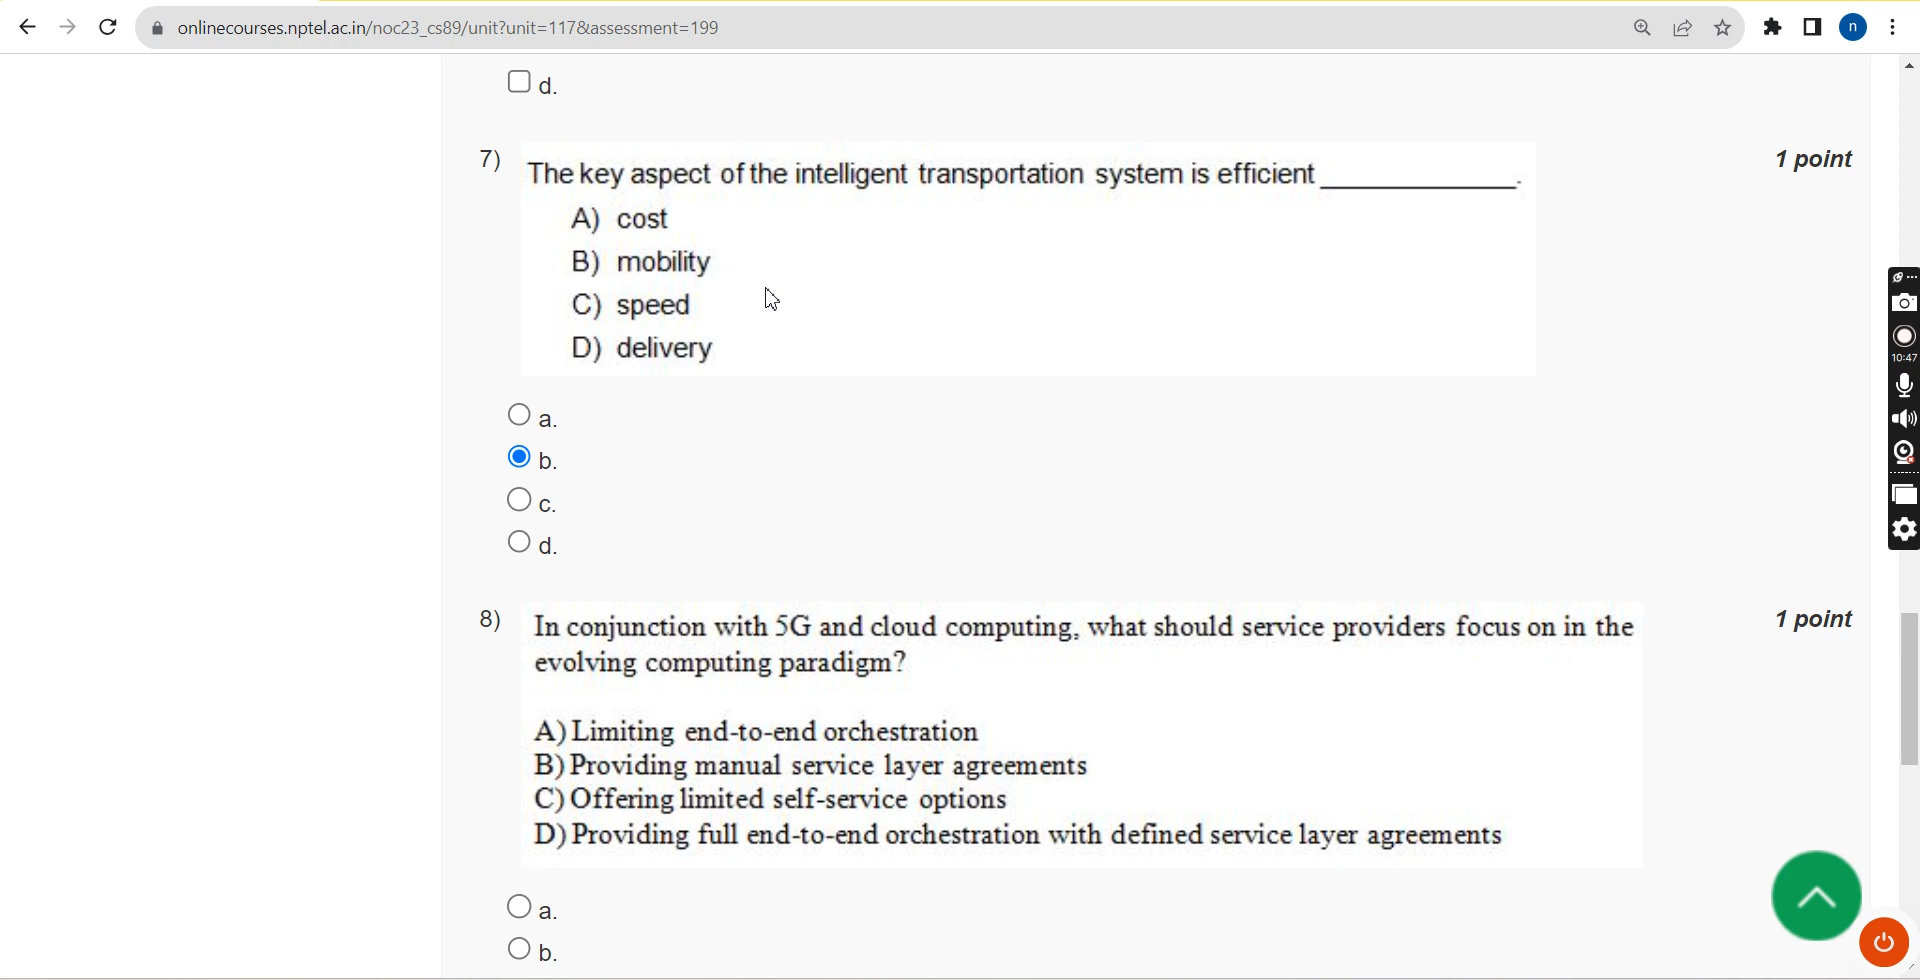 onlinecourses.nptel.ac.in/noc23_cs89/unit?unit=117&assessment=199
n
d.
7)
The key aspect of the intelligent transportation system is efficient _____________.
1 point
A) cost
B) mobility
C) speed
D) delivery
10:47
a.
b.
c.
d.
8)
In conjunction with 5G and cloud computing, what should service providers focus on in the
1 point
evolving computing paradigm?
A) Limiting end-to-end orchestration
B) Providing manual service layer agreements
C) Offering limited self-service options
D) Providing full end-to-end orchestration with defined service layer agreements
a.
b.